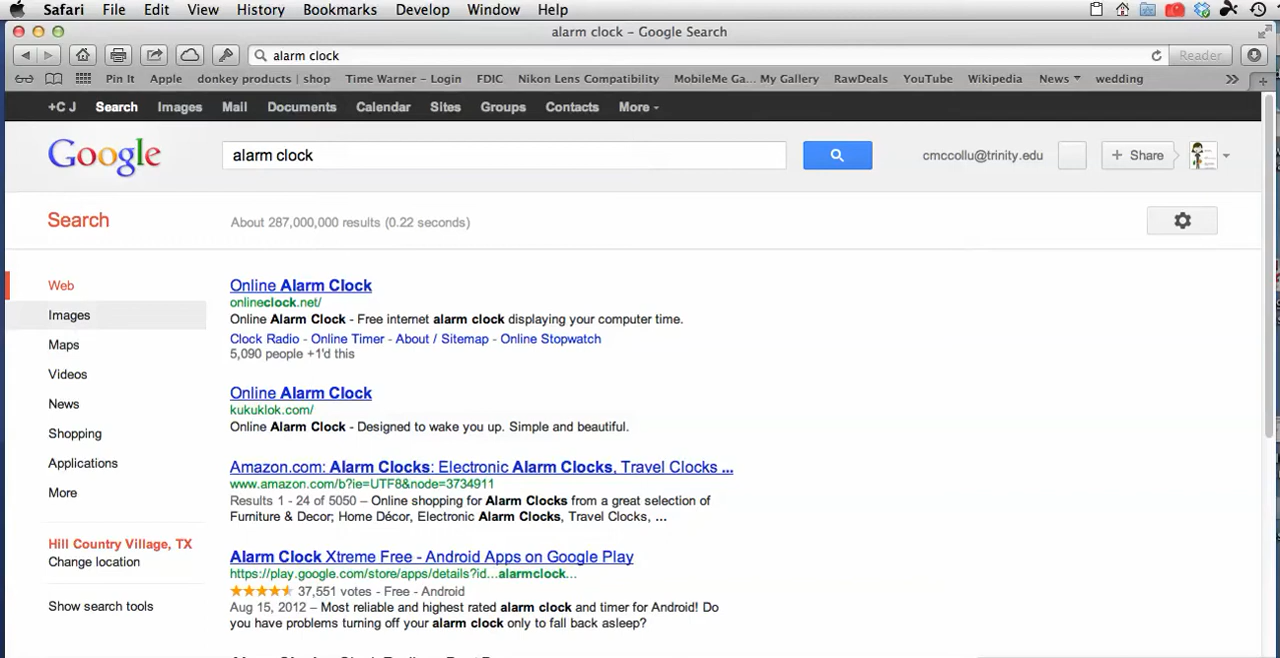 Safari File Edit View History Bookmarks Develop Window Help
alarm clock – Google Search
alarm clock Reader
Pin It Apple donkey products | shop Time Warner - Login FDIC Nikon Lens Compatibility MobileMe Ga... My Gallery RawDeals YouTube Wikipedia News wedding
+C J Search Images Mail Documents Calendar Sites Groups Contacts More
Google alarm clock cmccollu@trinity.edu + Share
Search About 287,000,000 results (0.22 seconds)
Web
Images
Maps
Videos
News
Shopping
Applications
More
Hill Country Village, TX
Change location
Show search tools
Online Alarm Clock
onlineclock.net/
Online Alarm Clock - Free internet alarm clock displaying your computer time.
Clock Radio - Online Timer - About / Sitemap - Online Stopwatch
5,090 people +1'd this
Online Alarm Clock
kukuklok.com/
Online Alarm Clock - Designed to wake you up. Simple and beautiful.
Amazon.com: Alarm Clocks: Electronic Alarm Clocks, Travel Clocks ...
www.amazon.com/b?ie=UTF8&node=3734911
Results 1 - 24 of 5050 – Online shopping for Alarm Clocks from a great selection of
Furniture & Decor; Home Décor, Electronic Alarm Clocks, Travel Clocks, ...
Alarm Clock Xtreme Free - Android Apps on Google Play
https://play.google.com/store/apps/details?id...alarmclock...
37,551 votes - Free - Android
Aug 15, 2012 – Most reliable and highest rated alarm clock and timer for Android! Do
you have problems turning off your alarm clock only to fall back asleep?